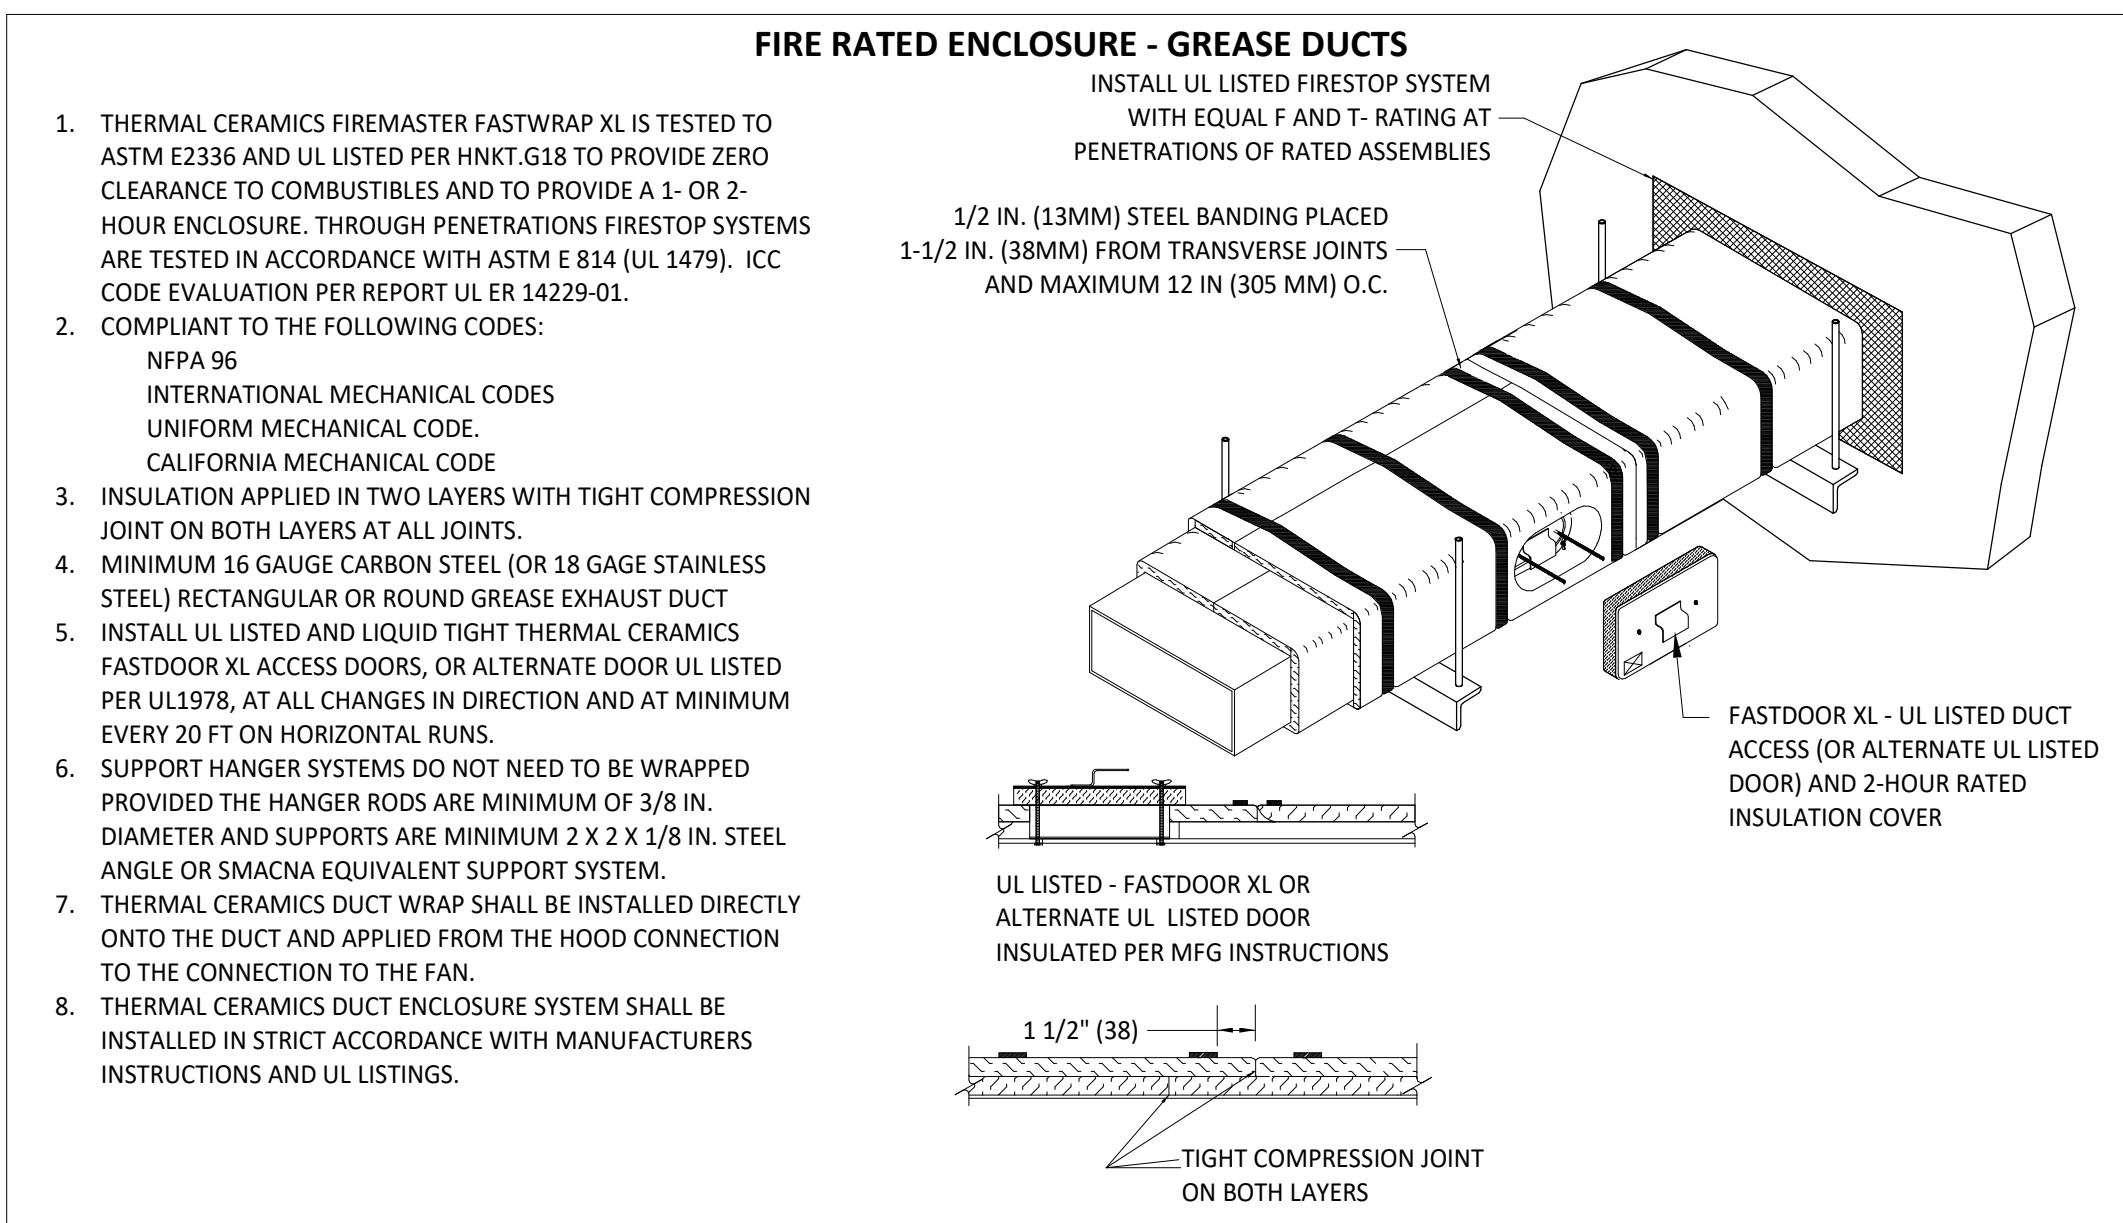 FIRE RATED ENCLOSURE - GREASE DUCTS
1. THERMAL CERAMICS FIREMASTER FASTWRAP XL IS TESTED TO
ASTM E2336 AND UL LISTED PER HNKT.G18 TO PROVIDE ZERO
CLEARANCE TO COMBUSTIBLES AND TO PROVIDE A 1- OR 2-
HOUR ENCLOSURE. THROUGH PENETRATIONS FIRESTOP SYSTEMS
ARE TESTED IN ACCORDANCE WITH ASTM E 814 (UL 1479). ICC
CODE EVALUATION PER REPORT UL ER 14229-01.
2. COMPLIANT TO THE FOLLOWING CODES:
NFPA 96
INTERNATIONAL MECHANICAL CODES
UNIFORM MECHANICAL CODE.
CALIFORNIA MECHANICAL CODE
3. INSULATION APPLIED IN TWO LAYERS WITH TIGHT COMPRESSION
JOINT ON BOTH LAYERS AT ALL JOINTS.
4. MINIMUM 16 GAUGE CARBON STEEL (OR 18 GAGE STAINLESS
STEEL) RECTANGULAR OR ROUND GREASE EXHAUST DUCT
5. INSTALL UL LISTED AND LIQUID TIGHT THERMAL CERAMICS
FASTDOOR XL ACCESS DOORS, OR ALTERNATE DOOR UL LISTED
PER UL1978, AT ALL CHANGES IN DIRECTION AND AT MINIMUM
EVERY 20 FT ON HORIZONTAL RUNS.
6. SUPPORT HANGER SYSTEMS DO NOT NEED TO BE WRAPPED
PROVIDED THE HANGER RODS ARE MINIMUM OF 3/8 IN.
DIAMETER AND SUPPORTS ARE MINIMUM 2 X 2 X 1/8 IN. STEEL
ANGLE OR SMACNA EQUIVALENT SUPPORT SYSTEM.
7. THERMAL CERAMICS DUCT WRAP SHALL BE INSTALLED DIRECTLY
ONTO THE DUCT AND APPLIED FROM THE HOOD CONNECTION
TO THE CONNECTION TO THE FAN.
8. THERMAL CERAMICS DUCT ENCLOSURE SYSTEM SHALL BE
INSTALLED IN STRICT ACCORDANCE WITH MANUFACTURERS
INSTRUCTIONS AND UL LISTINGS.
INSTALL UL LISTED FIRESTOP SYSTEM
WITH EQUAL F AND T- RATING AT
PENETRATIONS OF RATED ASSEMBLIES
1/2 IN. (13MM) STEEL BANDING PLACED
1-1/2 IN. (38MM) FROM TRANSVERSE JOINTS
AND MAXIMUM 12 IN (305 MM) O.C.
FASTDOOR XL - UL LISTED DUCT
ACCESS (OR ALTERNATE UL LISTED
DOOR) AND 2-HOUR RATED
INSULATION COVER
UL LISTED - FASTDOOR XL OR
ALTERNATE UL LISTED DOOR
INSULATED PER MFG INSTRUCTIONS
1 1/2" (38)
TIGHT COMPRESSION JOINT
ON BOTH LAYERS